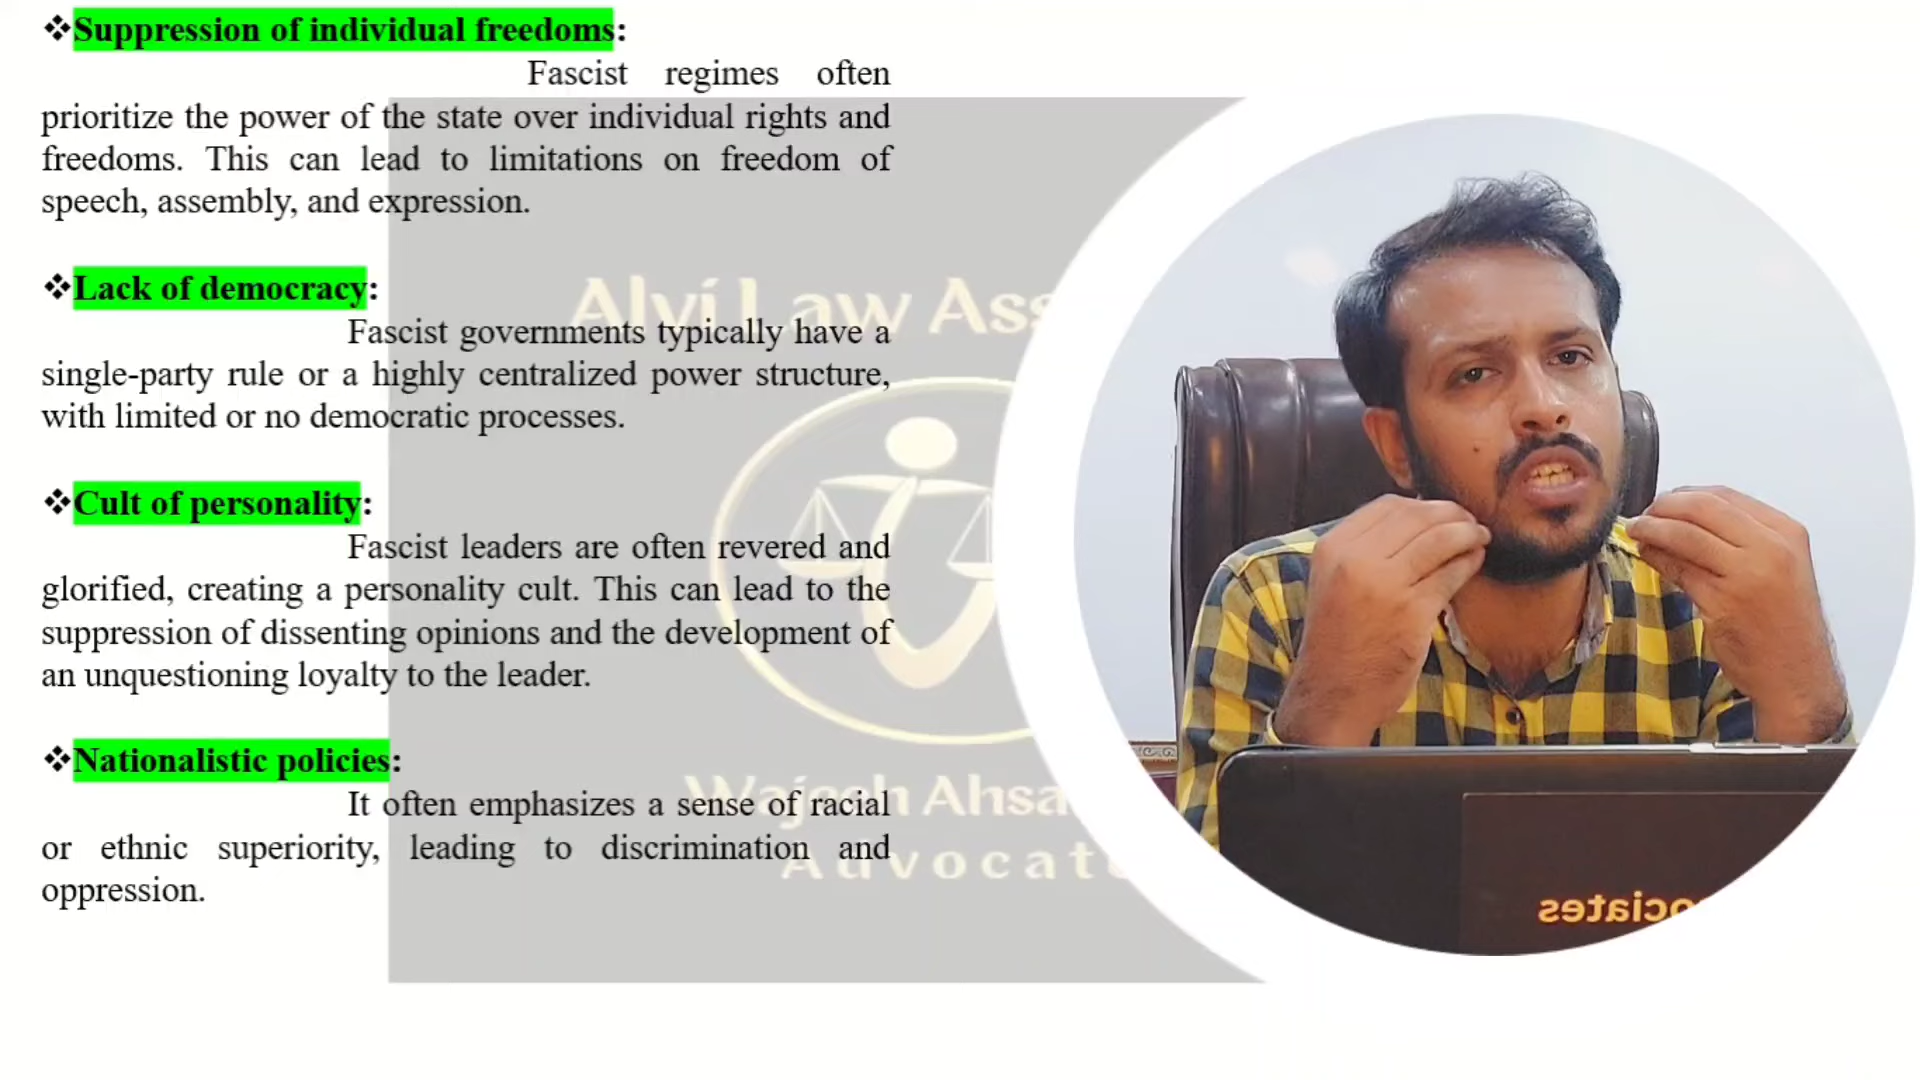 ❖Suppression of individual freedoms:
Fascist regimes often
prioritize the power of the state over individual rights and
freedoms. This can lead to limitations on freedom of
speech, assembly, and expression.
❖Lack of democracy:
Fascist governments typically have a
single-party rule or a highly centralized power structure,
with limited or no democratic processes.
❖Cult of personality:
Fascist leaders are often revered and
glorified, creating a personality cult. This can lead to the
suppression of dissenting opinions and the development of
an unquestioning loyalty to the leader.
❖Nationalistic policies:
It often emphasizes a sense of racial
or ethnic superiority, leading to discrimination and
oppression.
Alvi Law Ass
Wajeeh Ahsa
Advocat
ociates